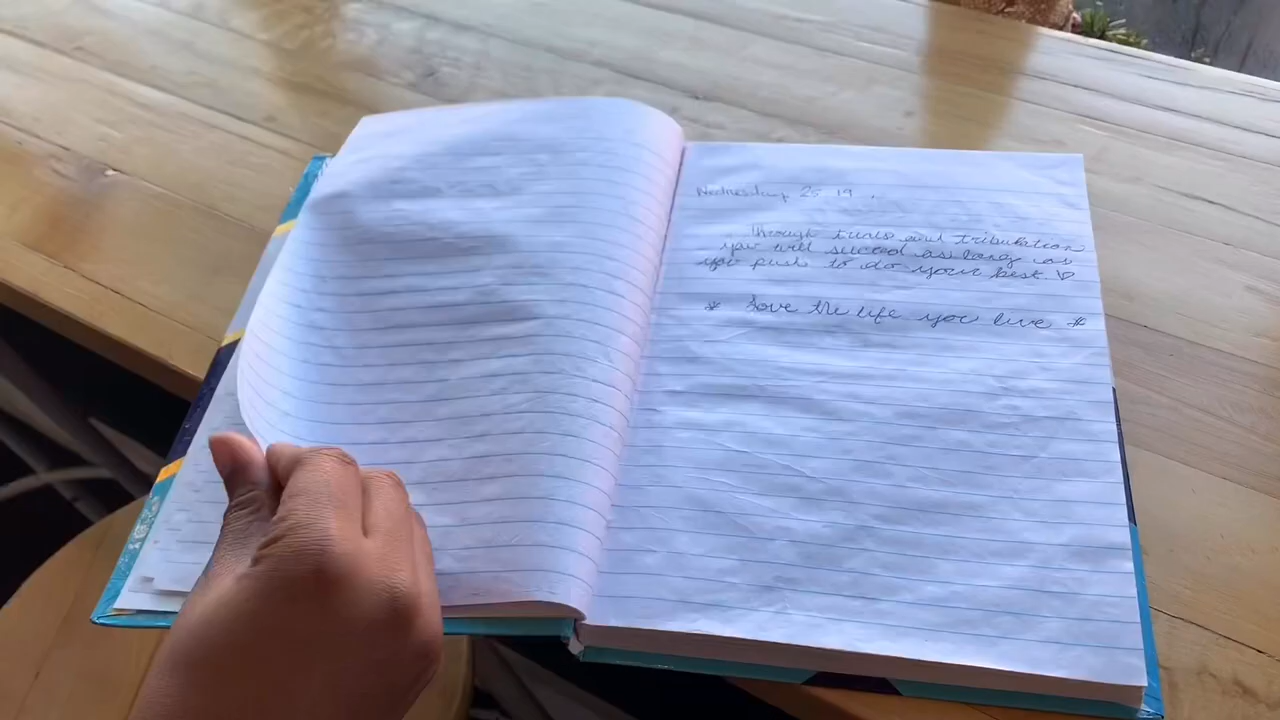 Wednesday 25 19.
Through trials and tribulation
you will succeed as long as
you push to do your best ♡
* Love the life you live *